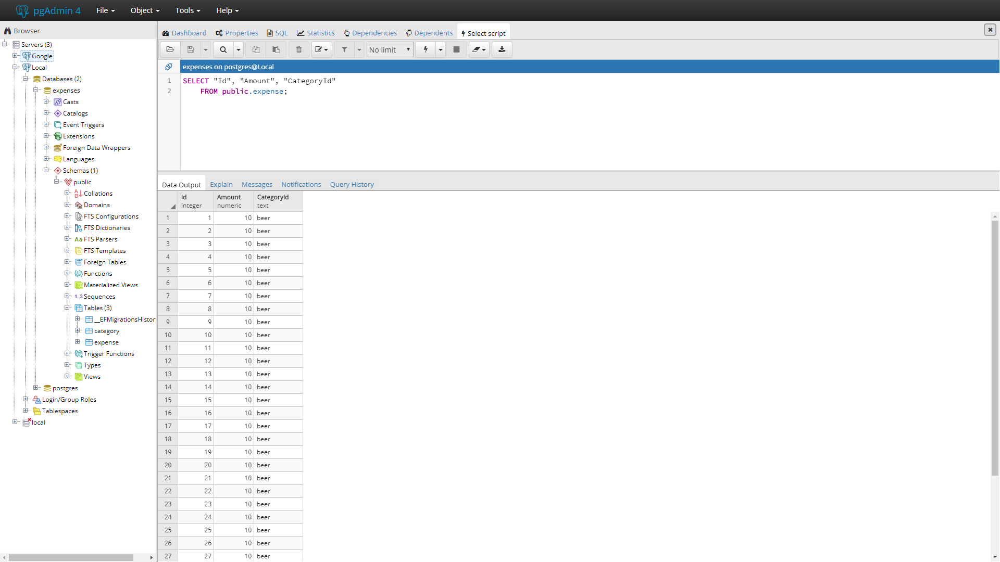 pgAdmin 4 File Object Tools Help
Browser
Servers (3)
Google
Local
Databases (2)
expenses
Casts
Catalogs
Event Triggers
Extensions
Foreign Data Wrappers
Languages
Schemas (1)
public
Collations
Domains
FTS Configurations
FTS Dictionaries
Aa FTS Parsers
FTS Templates
Foreign Tables
Functions
Materialized Views
1..3 Sequences
Tables (3)
__EFMigrationsHistor
category
expense
Trigger Functions
Types
Views
postgres
Login/Group Roles
Tablespaces
local
Dashboard Properties SQL Statistics Dependencies Dependents Select script
No limit
expenses on postgres@Local
1 SELECT "Id", "Amount", "CategoryId"
2 FROM public.expense;
Data Output Explain Messages Notifications Query History
Id Amount CategoryId
integer numeric text
1 1 10 beer
2 2 10 beer
3 3 10 beer
4 4 10 beer
5 5 10 beer
6 6 10 beer
7 7 10 beer
8 8 10 beer
9 9 10 beer
10 10 10 beer
11 11 10 beer
12 12 10 beer
13 13 10 beer
14 14 10 beer
15 15 10 beer
16 16 10 beer
17 17 10 beer
18 18 10 beer
19 19 10 beer
20 20 10 beer
21 21 10 beer
22 22 10 beer
23 23 10 beer
24 24 10 beer
25 25 10 beer
26 26 10 beer
27 27 10 beer